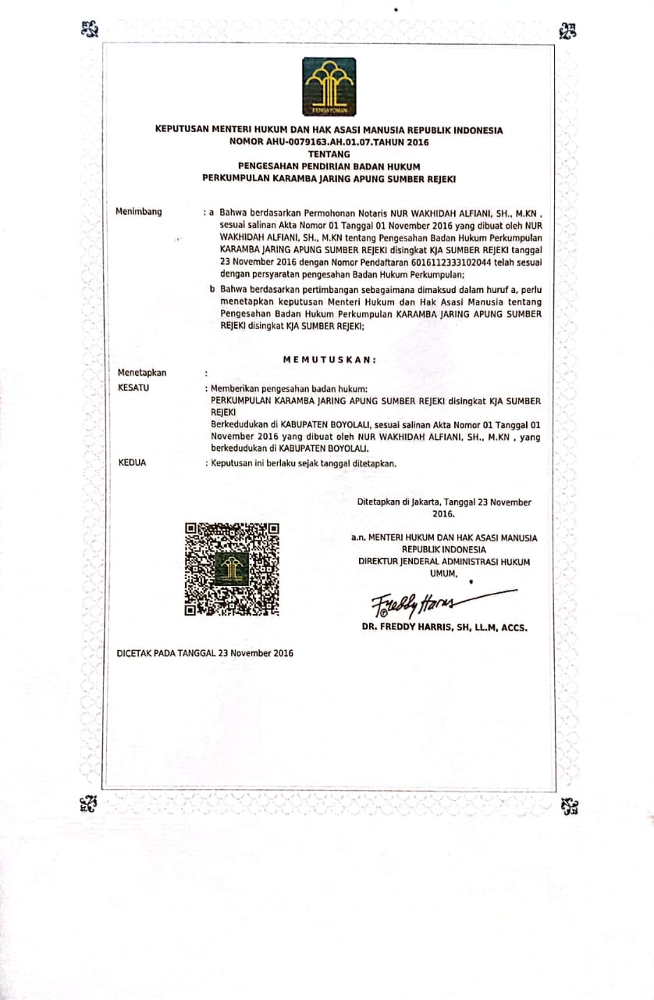 PENGAYOMAN
KEPUTUSAN MENTERI HUKUM DAN HAK ASASI MANUSIA REPUBLIK INDONESIA
NOMOR AHU-0079163.AH.01.07.TAHUN 2016
TENTANG
PENGESAHAN PENDIRIAN BADAN HUKUM
PERKUMPULAN KARAMBA JARING APUNG SUMBER REJEKI
Menimbang : a Bahwa berdasarkan Permohonan Notaris NUR WAKHIDAH ALFIANI, SH., M.KN ,
sesuai salinan Akta Nomor 01 Tanggal 01 November 2016 yang dibuat oleh NUR
WAKHIDAH ALFIANI, SH., M.KN tentang Pengesahan Badan Hukum Perkumpulan
KARAMBA JARING APUNG SUMBER REJEKI disingkat KJA SUMBER REJEKI tanggal
23 November 2016 dengan Nomor Pendaftaran 6016112333102044 telah sesuai
dengan persyaratan pengesahan Badan Hukum Perkumpulan;
b Bahwa berdasarkan pertimbangan sebagaimana dimaksud dalam huruf a, perlu
menetapkan keputusan Menteri Hukum dan Hak Asasi Manusia tentang
Pengesahan Badan Hukum Perkumpulan KARAMBA JARING APUNG SUMBER
REJEKI disingkat KJA SUMBER REJEKI;
M E M U T U S K A N :
Menetapkan :
KESATU : Memberikan pengesahan badan hukum:
PERKUMPULAN KARAMBA JARING APUNG SUMBER REJEKI disingkat KJA SUMBER
REJEKI
Berkedudukan di KABUPATEN BOYOLALI, sesuai salinan Akta Nomor 01 Tanggal 01
November 2016 yang dibuat oleh NUR WAKHIDAH ALFIANI, SH., M.KN , yang
berkedudukan di KABUPATEN BOYOLALI.
KEDUA : Keputusan ini berlaku sejak tanggal ditetapkan.
Ditetapkan di Jakarta, Tanggal 23 November
2016.
a.n. MENTERI HUKUM DAN HAK ASASI MANUSIA
REPUBLIK INDONESIA
DIREKTUR JENDERAL ADMINISTRASI HUKUM
UMUM,
Freddy Harris
DR. FREDDY HARRIS, SH, LL.M, ACCS.
DICETAK PADA TANGGAL 23 November 2016